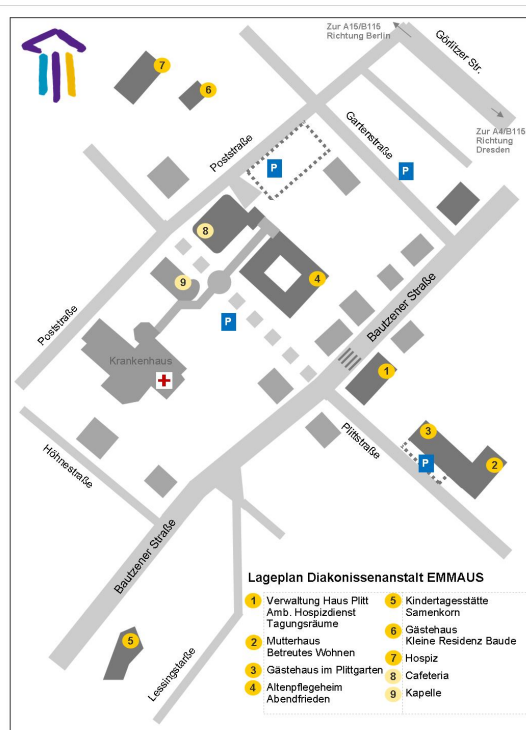 Zur A15/B115
Richtung Berlin
Görlitzer Str.
Zur A4/B115
Richtung
Dresden
7
6
Poststraße
Gartenstraße
P
P
8
9
4
Bautzener Straße
Poststraße
P
Krankenhaus
1
3
P
2
Plittstraße
Höhnestraße
Bautzener Straße
5
Lessingstarße
Lageplan Diakonissenanstalt EMMAUS
1 Verwaltung Haus Plitt
Amb. Hospizdienst
Tagungsräume
2 Mutterhaus
Betreutes Wohnen
3 Gästehaus im Plittgarten
4 Altenpflegeheim
Abendfrieden
5 Kindertagesstätte
Samenkorn
6 Gästehaus
Kleine Residenz Baude
7 Hospiz
8 Cafeteria
9 Kapelle